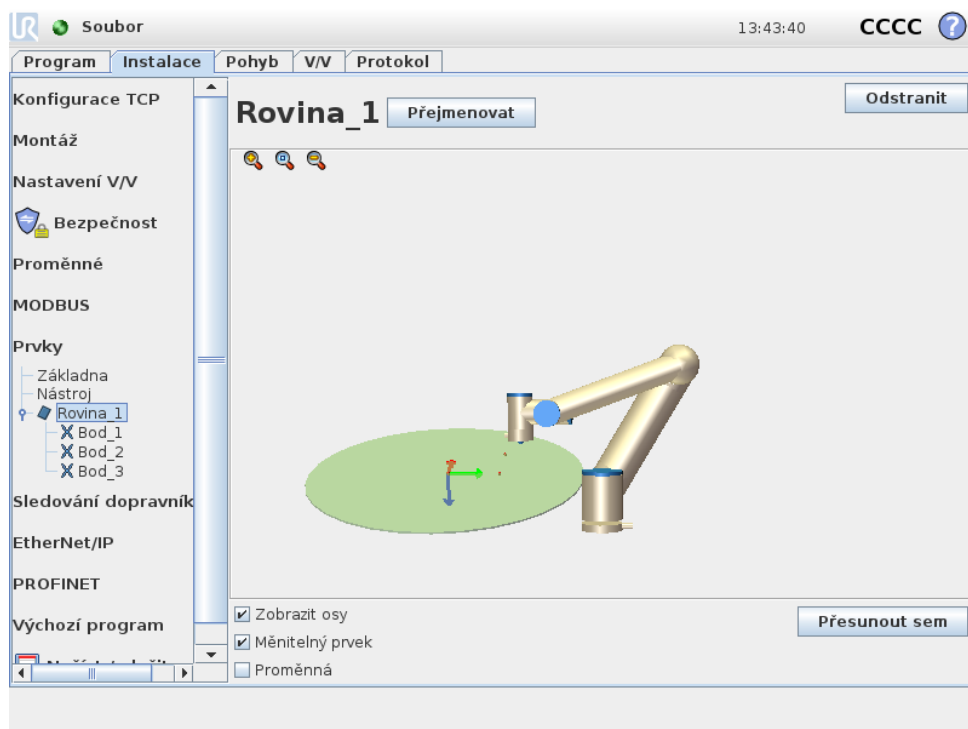 UR Soubor 13:43:40 CCCC ?
Program Instalace Pohyb V/V Protokol
Konfigurace TCP
Montáž
Nastavení V/V
Bezpečnost
Proměnné
MODBUS
Prvky
Základna
Nástroj
Rovina_1
Bod_1
Bod_2
Bod_3
Sledování dopravník
EtherNet/IP
PROFINET
Výchozí program
Rovina_1 Přejmenovat Odstranit
Zobrazit osy
Měnitelný prvek
Proměnná
Přesunout sem